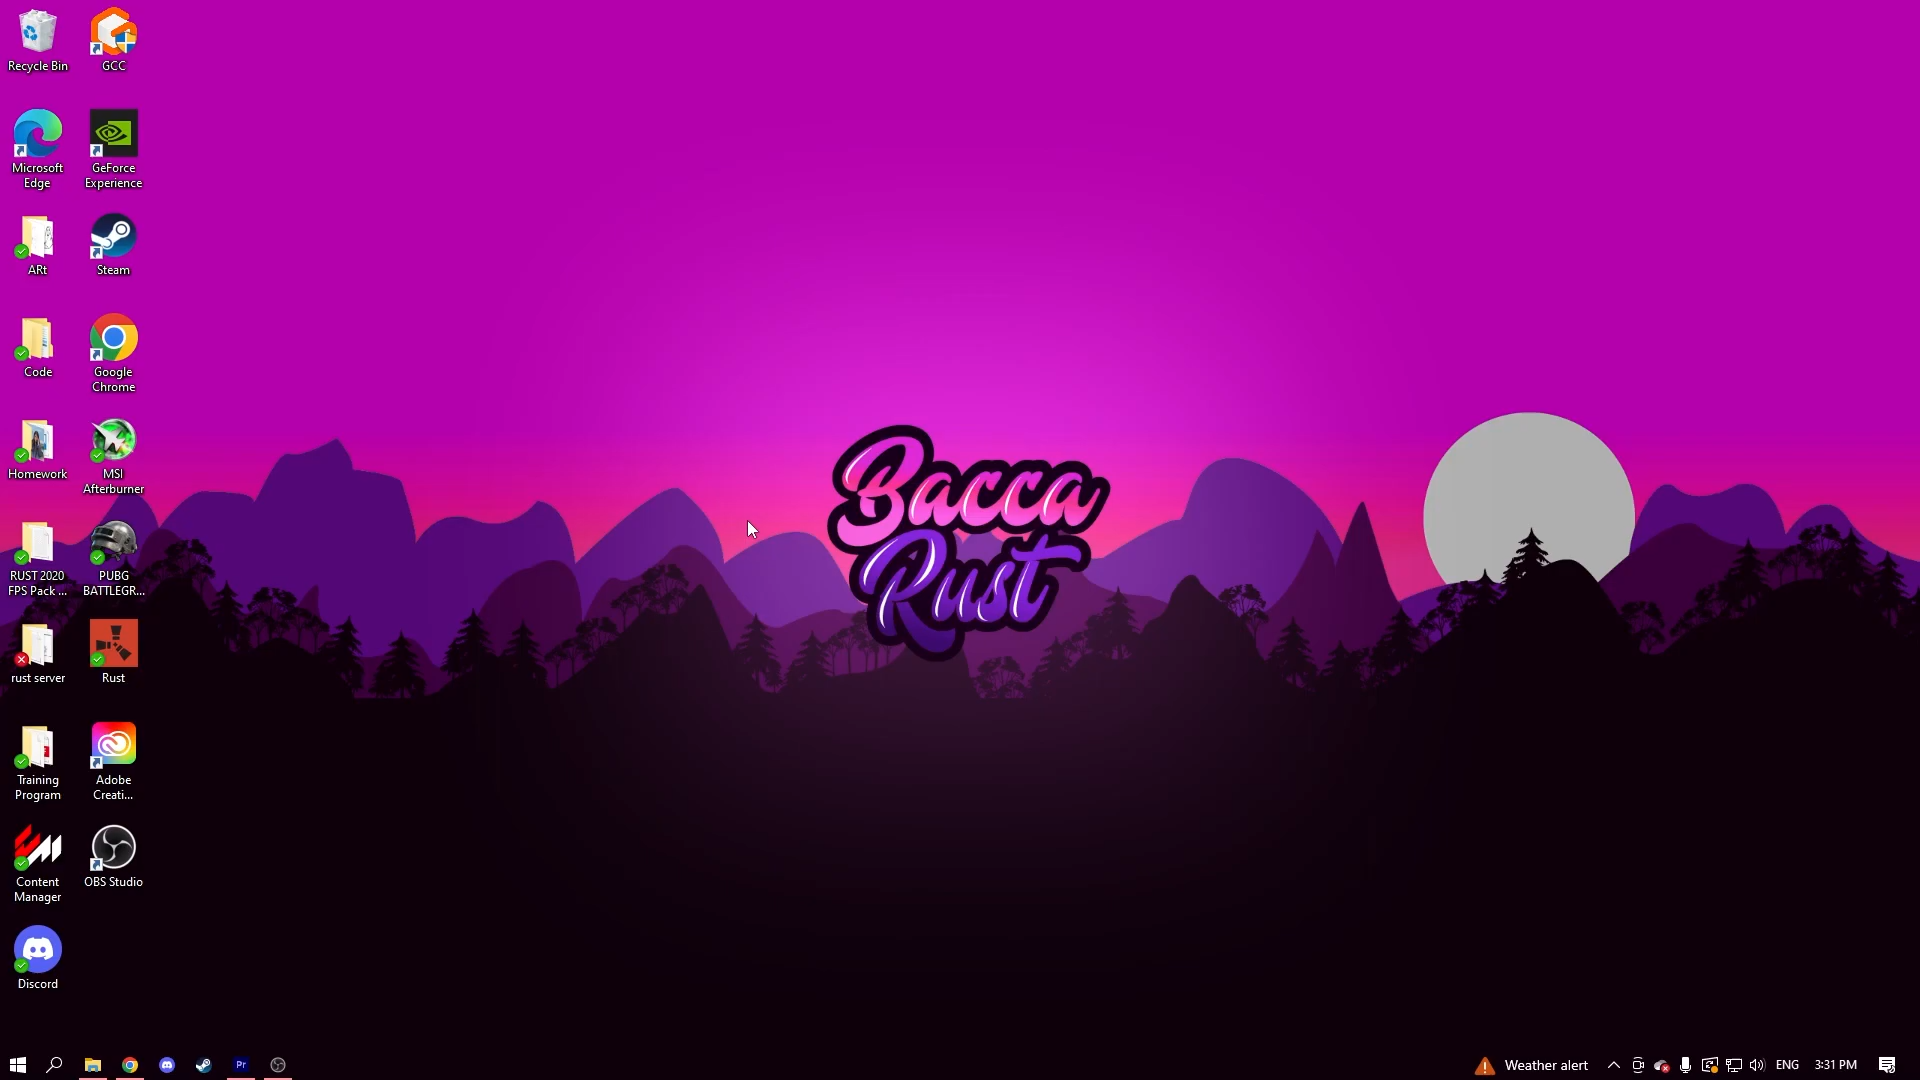 Recycle Bin
GCC
Microsoft
Edge
GeForce
Experience
ARt
Steam
Code
Google
Chrome
Homework
MSI
Afterburner
RUST 2020
FPS Pack ...
PUBG
BATTLEGR...
rust server
Rust
Training
Program
Adobe
Creati...
Content
Manager
OBS Studio
Discord
Bacca
Rust
Pr
Weather alert
ENG
3:31 PM